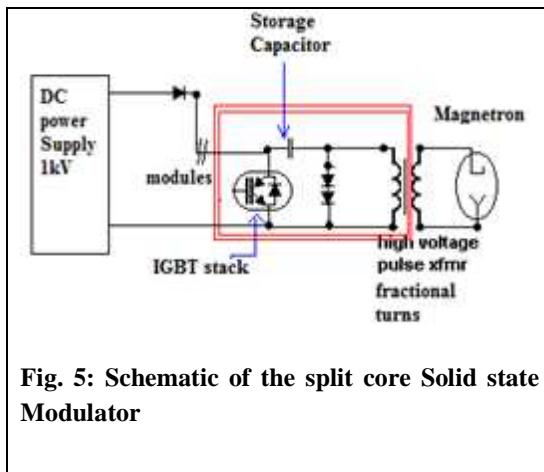 Storage
Capacitor
DC
power
Supply
1kV
Magnetron
modules
IGBT stack
high voltage
pulse xfmr
fractional
turns
Fig. 5: Schematic of the split core Solid state
Modulator